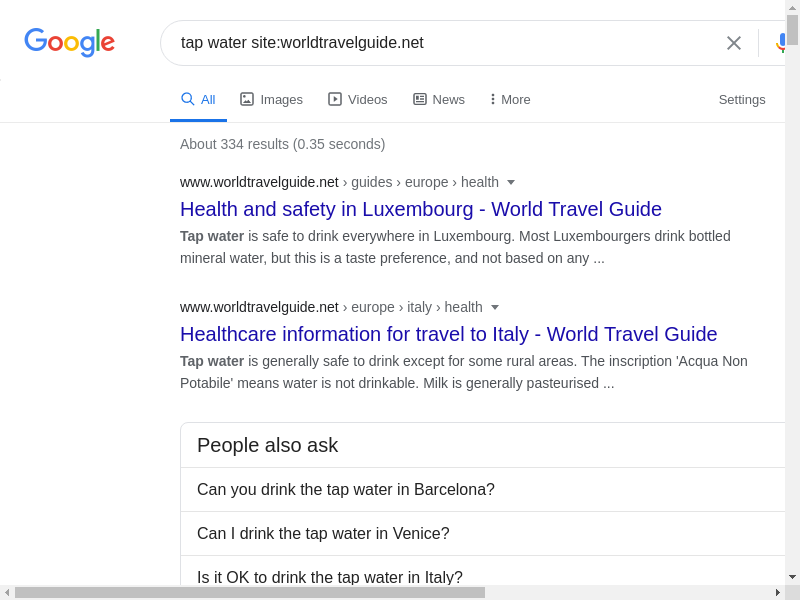 Google
tap water site:worldtravelguide.net
All
Images
Videos
News
More
Settings
About 334 results (0.35 seconds)
www.worldtravelguide.net › guides › europe › health
Health and safety in Luxembourg - World Travel Guide
Tap water is safe to drink everywhere in Luxembourg. Most Luxembourgers drink bottled
mineral water, but this is a taste preference, and not based on any ...
www.worldtravelguide.net › europe › italy › health
Healthcare information for travel to Italy - World Travel Guide
Tap water is generally safe to drink except for some rural areas. The inscription 'Acqua Non
Potabile' means water is not drinkable. Milk is generally pasteurised ...
People also ask
Can you drink the tap water in Barcelona?
Can I drink the tap water in Venice?
Is it OK to drink the tap water in Italy?